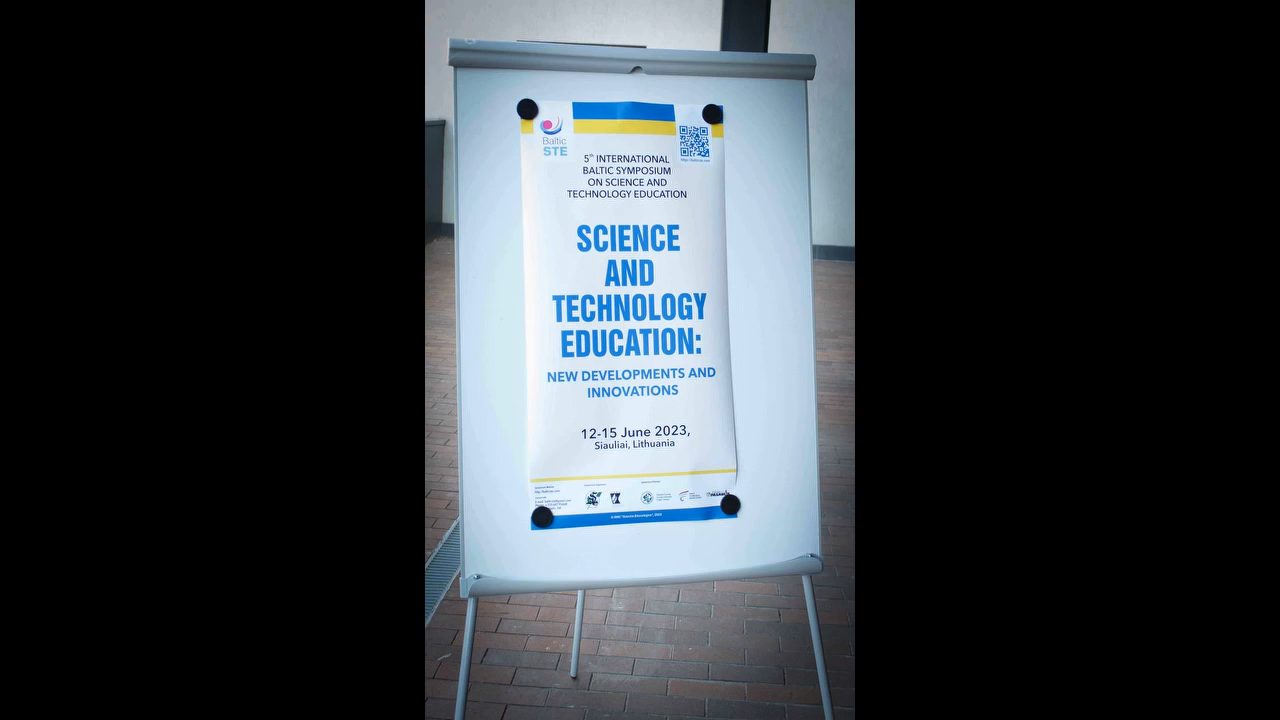 Baltic
STE
5th INTERNATIONAL
BALTIC SYMPOSIUM
ON SCIENCE AND
TECHNOLOGY EDUCATION
SCIENCE
AND
TECHNOLOGY
EDUCATION:
NEW DEVELOPMENTS AND
INNOVATIONS
12-15 June 2023,
Siauliai, Lithuania